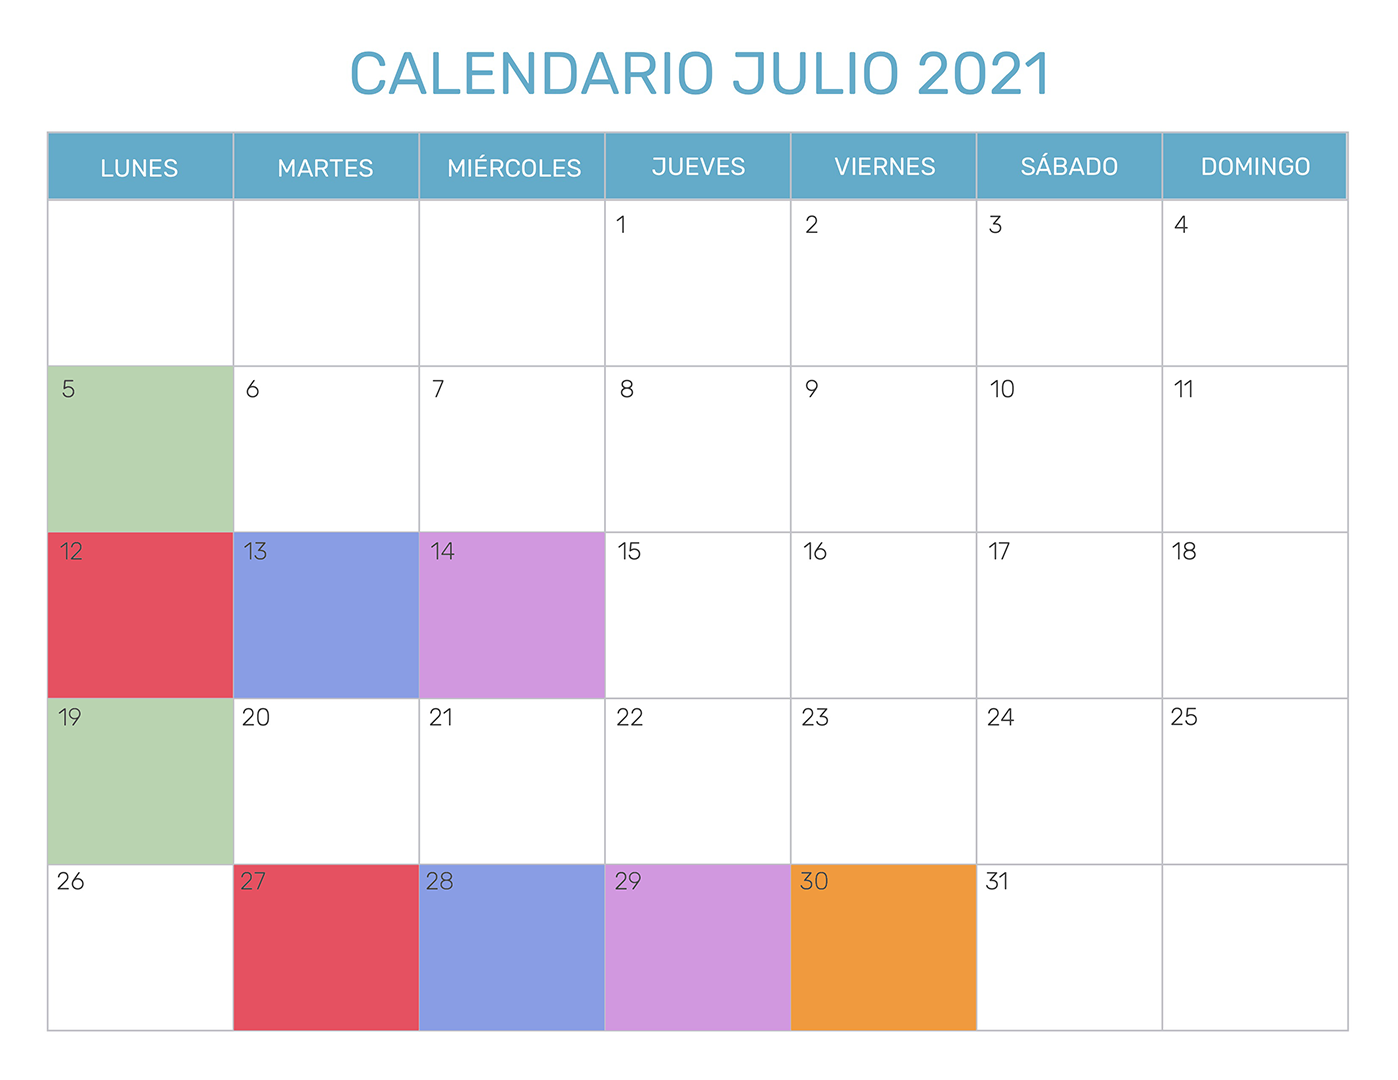 CALENDARIO JULIO 2021
LUNES MARTES MIÉRCOLES JUEVES VIERNES SÁBADO DOMINGO
1 2 3 4
5 6 7 8 9 10 11
12 13 14 15 16 17 18
19 20 21 22 23 24 25
26 27 28 29 30 31